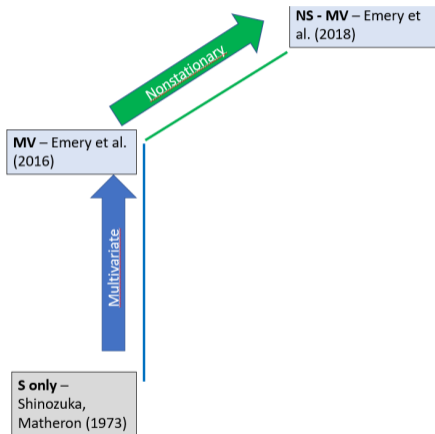 NS - MV – Emery et
al. (2018)
Nonstationary
MV – Emery et al.
(2016)
Multivariate
S only –
Shinozuka,
Matheron (1973)